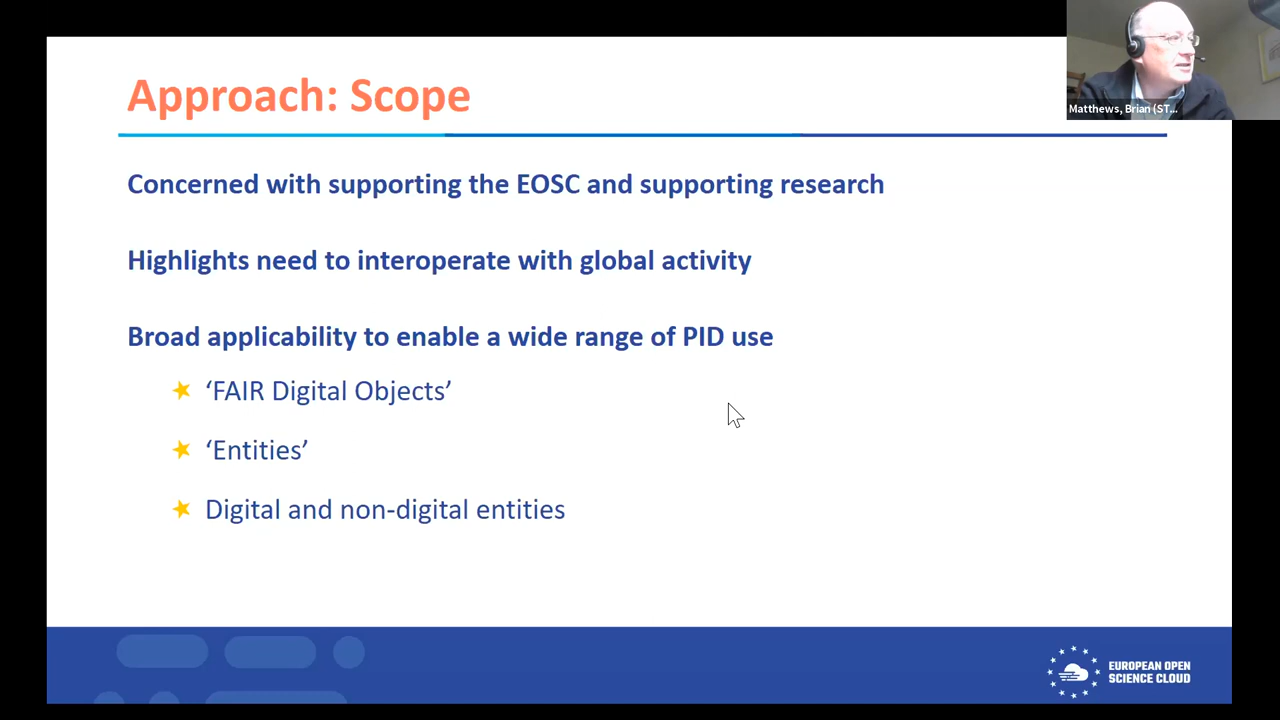 Approach: Scope
Matthews, Brian (ST...
Concerned with supporting the EOSC and supporting research
Highlights need to interoperate with global activity
Broad applicability to enable a wide range of PID use
‘FAIR Digital Objects’
‘Entities’
Digital and non-digital entities
EUROPEAN OPEN
SCIENCE CLOUD